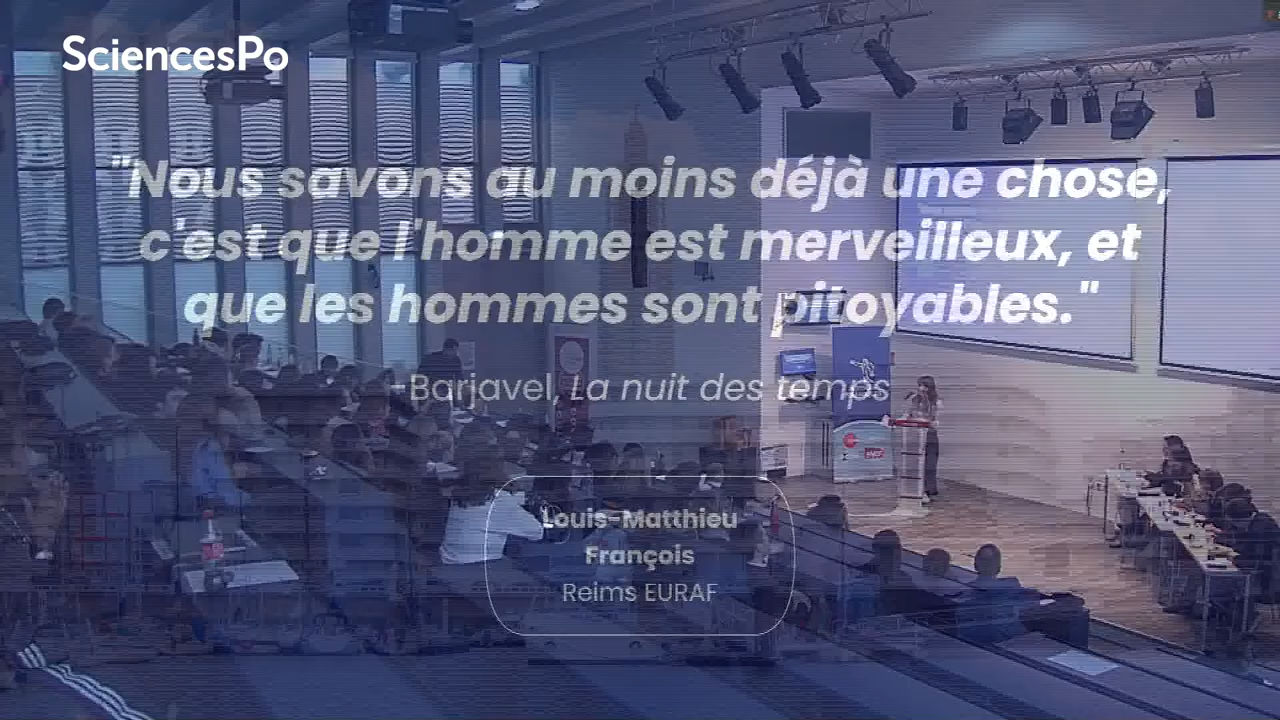 SciencesPo
"Nous savons au moins déjà une chose,
c'est que l'homme est merveilleux, et
que les hommes sont pitoyables."
-Barjavel, La nuit des temps
Louis-Matthieu
François
Reims EURAF